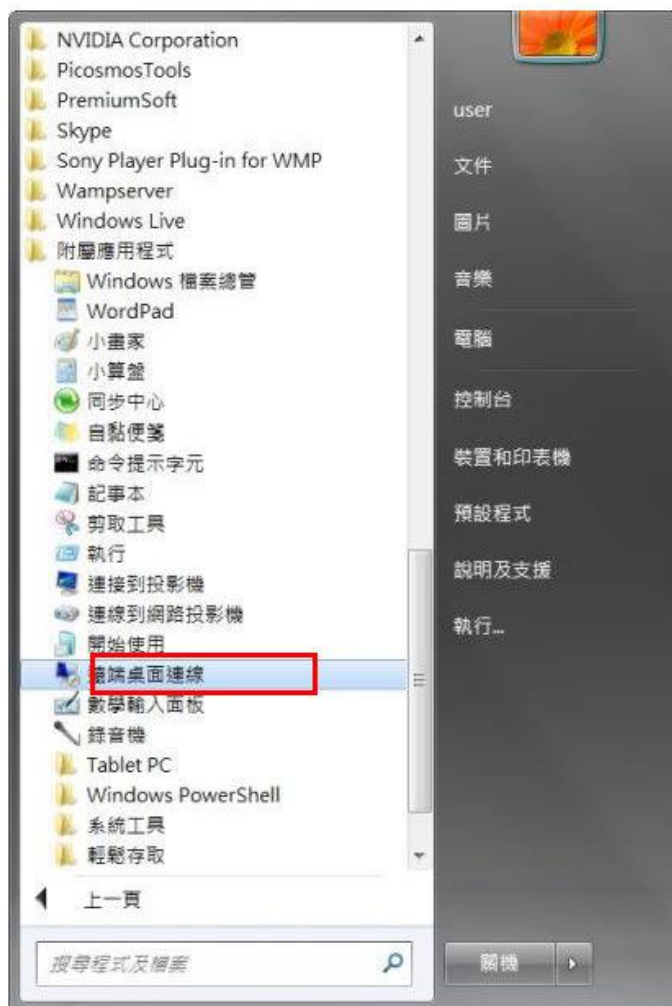 NVIDIA Corporation
PicosmosTools
PremiumSoft
Skype
Sony Player Plug-in for WMP
Wampserver
Windows Live
附屬應用程式
Windows 檔案總管
WordPad
小畫家
小算盤
同步中心
自黏便箋
命令提示字元
記事本
剪取工具
執行
連接到投影機
連線到網路投影機
開始使用
遠端桌面連線
數學輸入面板
錄音機
Tablet PC
Windows PowerShell
系統工具
輕鬆存取
上一頁
搜尋程式及檔案
user
文件
圖片
音樂
電腦
控制台
裝置和印表機
預設程式
說明及支援
執行...
關機